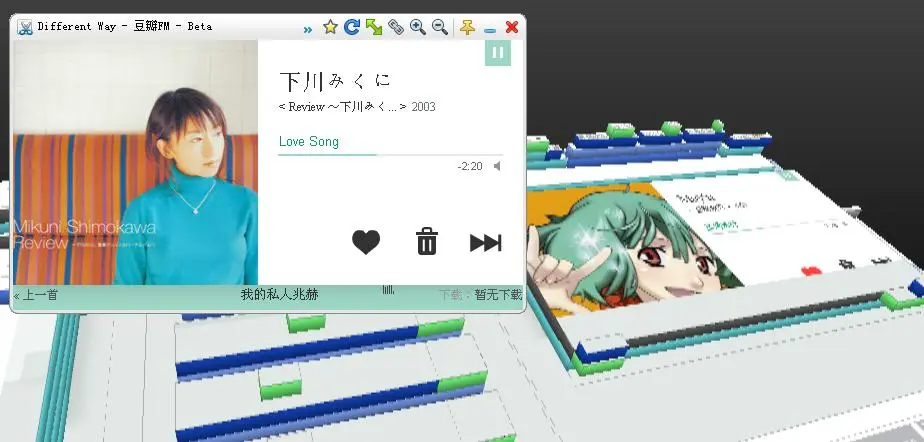 Different Way - 豆瓣FM - Beta
下川みくに
< Review ～下川みく... > 2003
Love Song
-2:20
Mikuni Shimokawa
Review
« 上一首
我的私人兆赫
下载：暂无下载